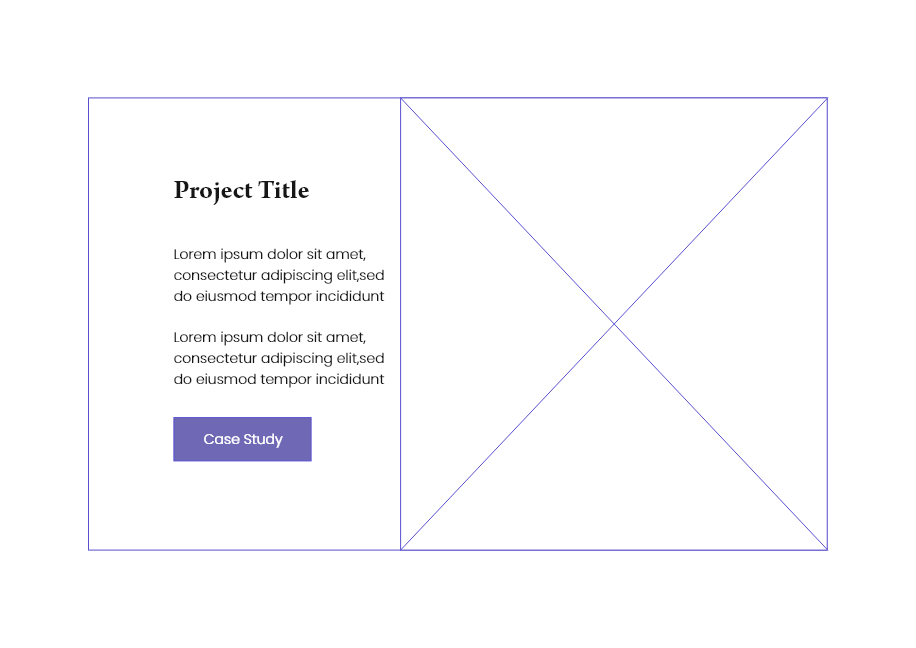 Project Title
Lorem ipsum dolor sit amet,
consectetur adipiscing elit,sed
do eiusmod tempor incididunt
Lorem ipsum dolor sit amet,
consectetur adipiscing elit,sed
do eiusmod tempor incididunt
Case Study